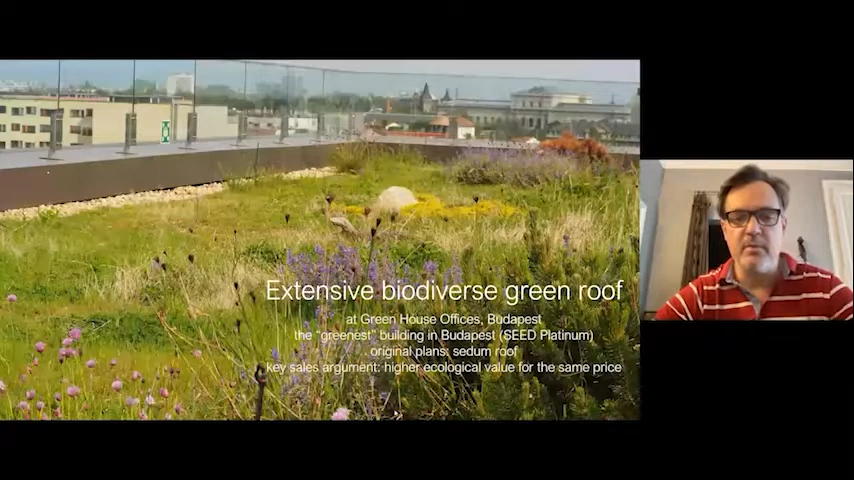 Extensive biodiverse green roof
at Green House Offices, Budapest
the "greenest" building in Budapest (SEED Platinum)
original plans: sedum roof
key sales argument: higher ecological value for the same price